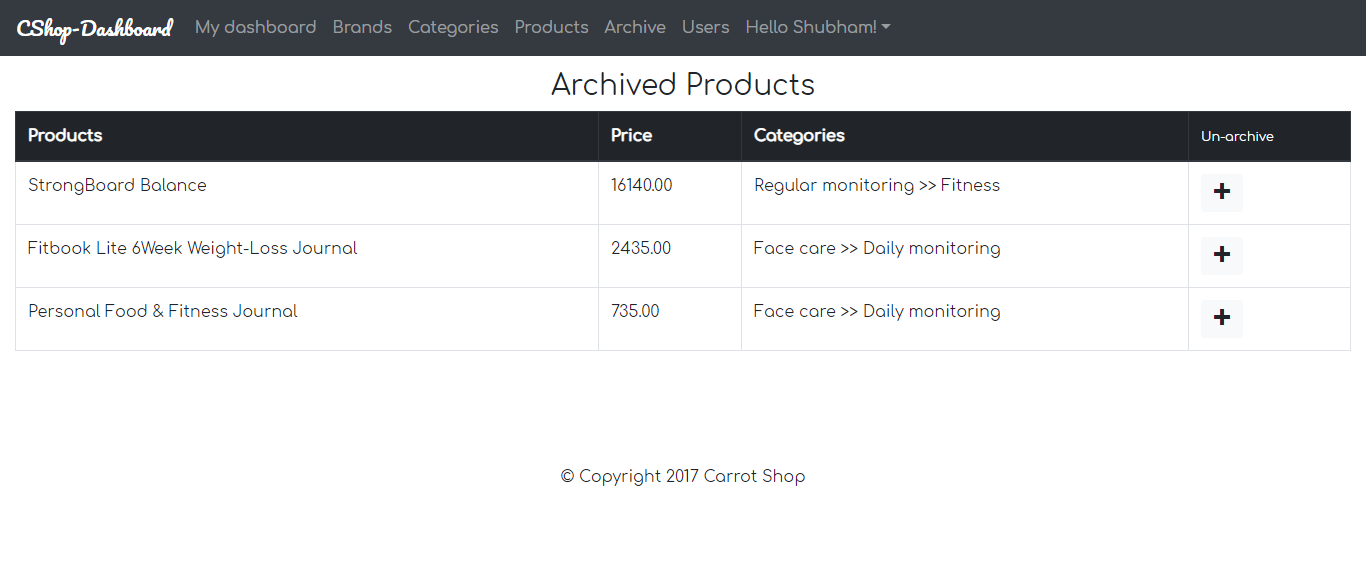 CShop-Dashboard My dashboard Brands Categories Products Archive Users Hello Shubham!
Archived Products
Products Price Categories Un-archive
StrongBoard Balance 16140.00 Regular monitoring >> Fitness +
Fitbook Lite 6Week Weight-Loss Journal 2435.00 Face care >> Daily monitoring +
Personal Food & Fitness Journal 735.00 Face care >> Daily monitoring +
© Copyright 2017 Carrot Shop